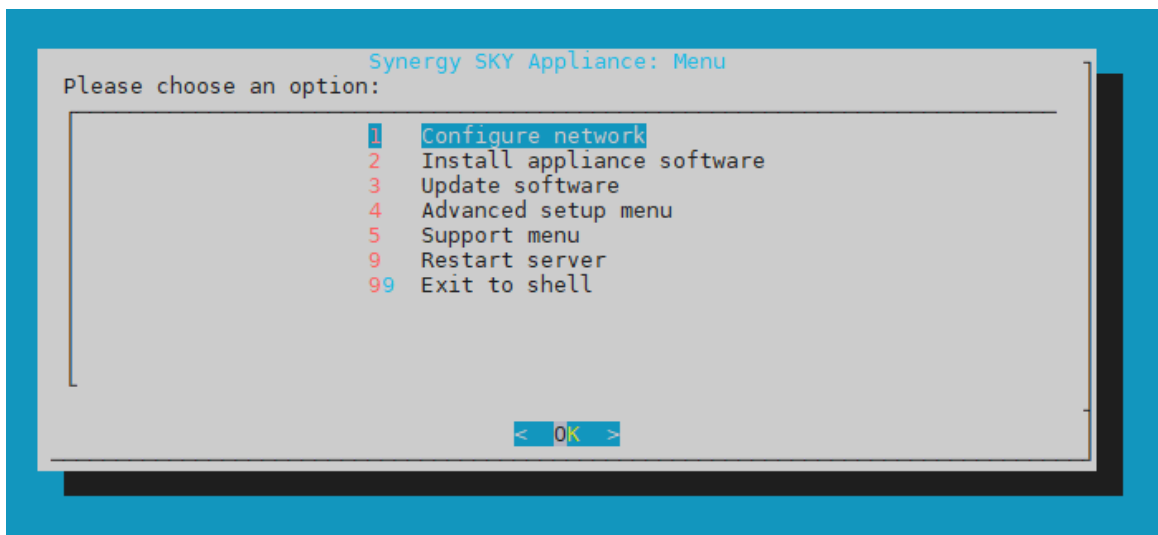 Synergy SKY Appliance: Menu
Please choose an option:
1 Configure network
2 Install appliance software
3 Update software
4 Advanced setup menu
5 Support menu
9 Restart server
99 Exit to shell
< OK >